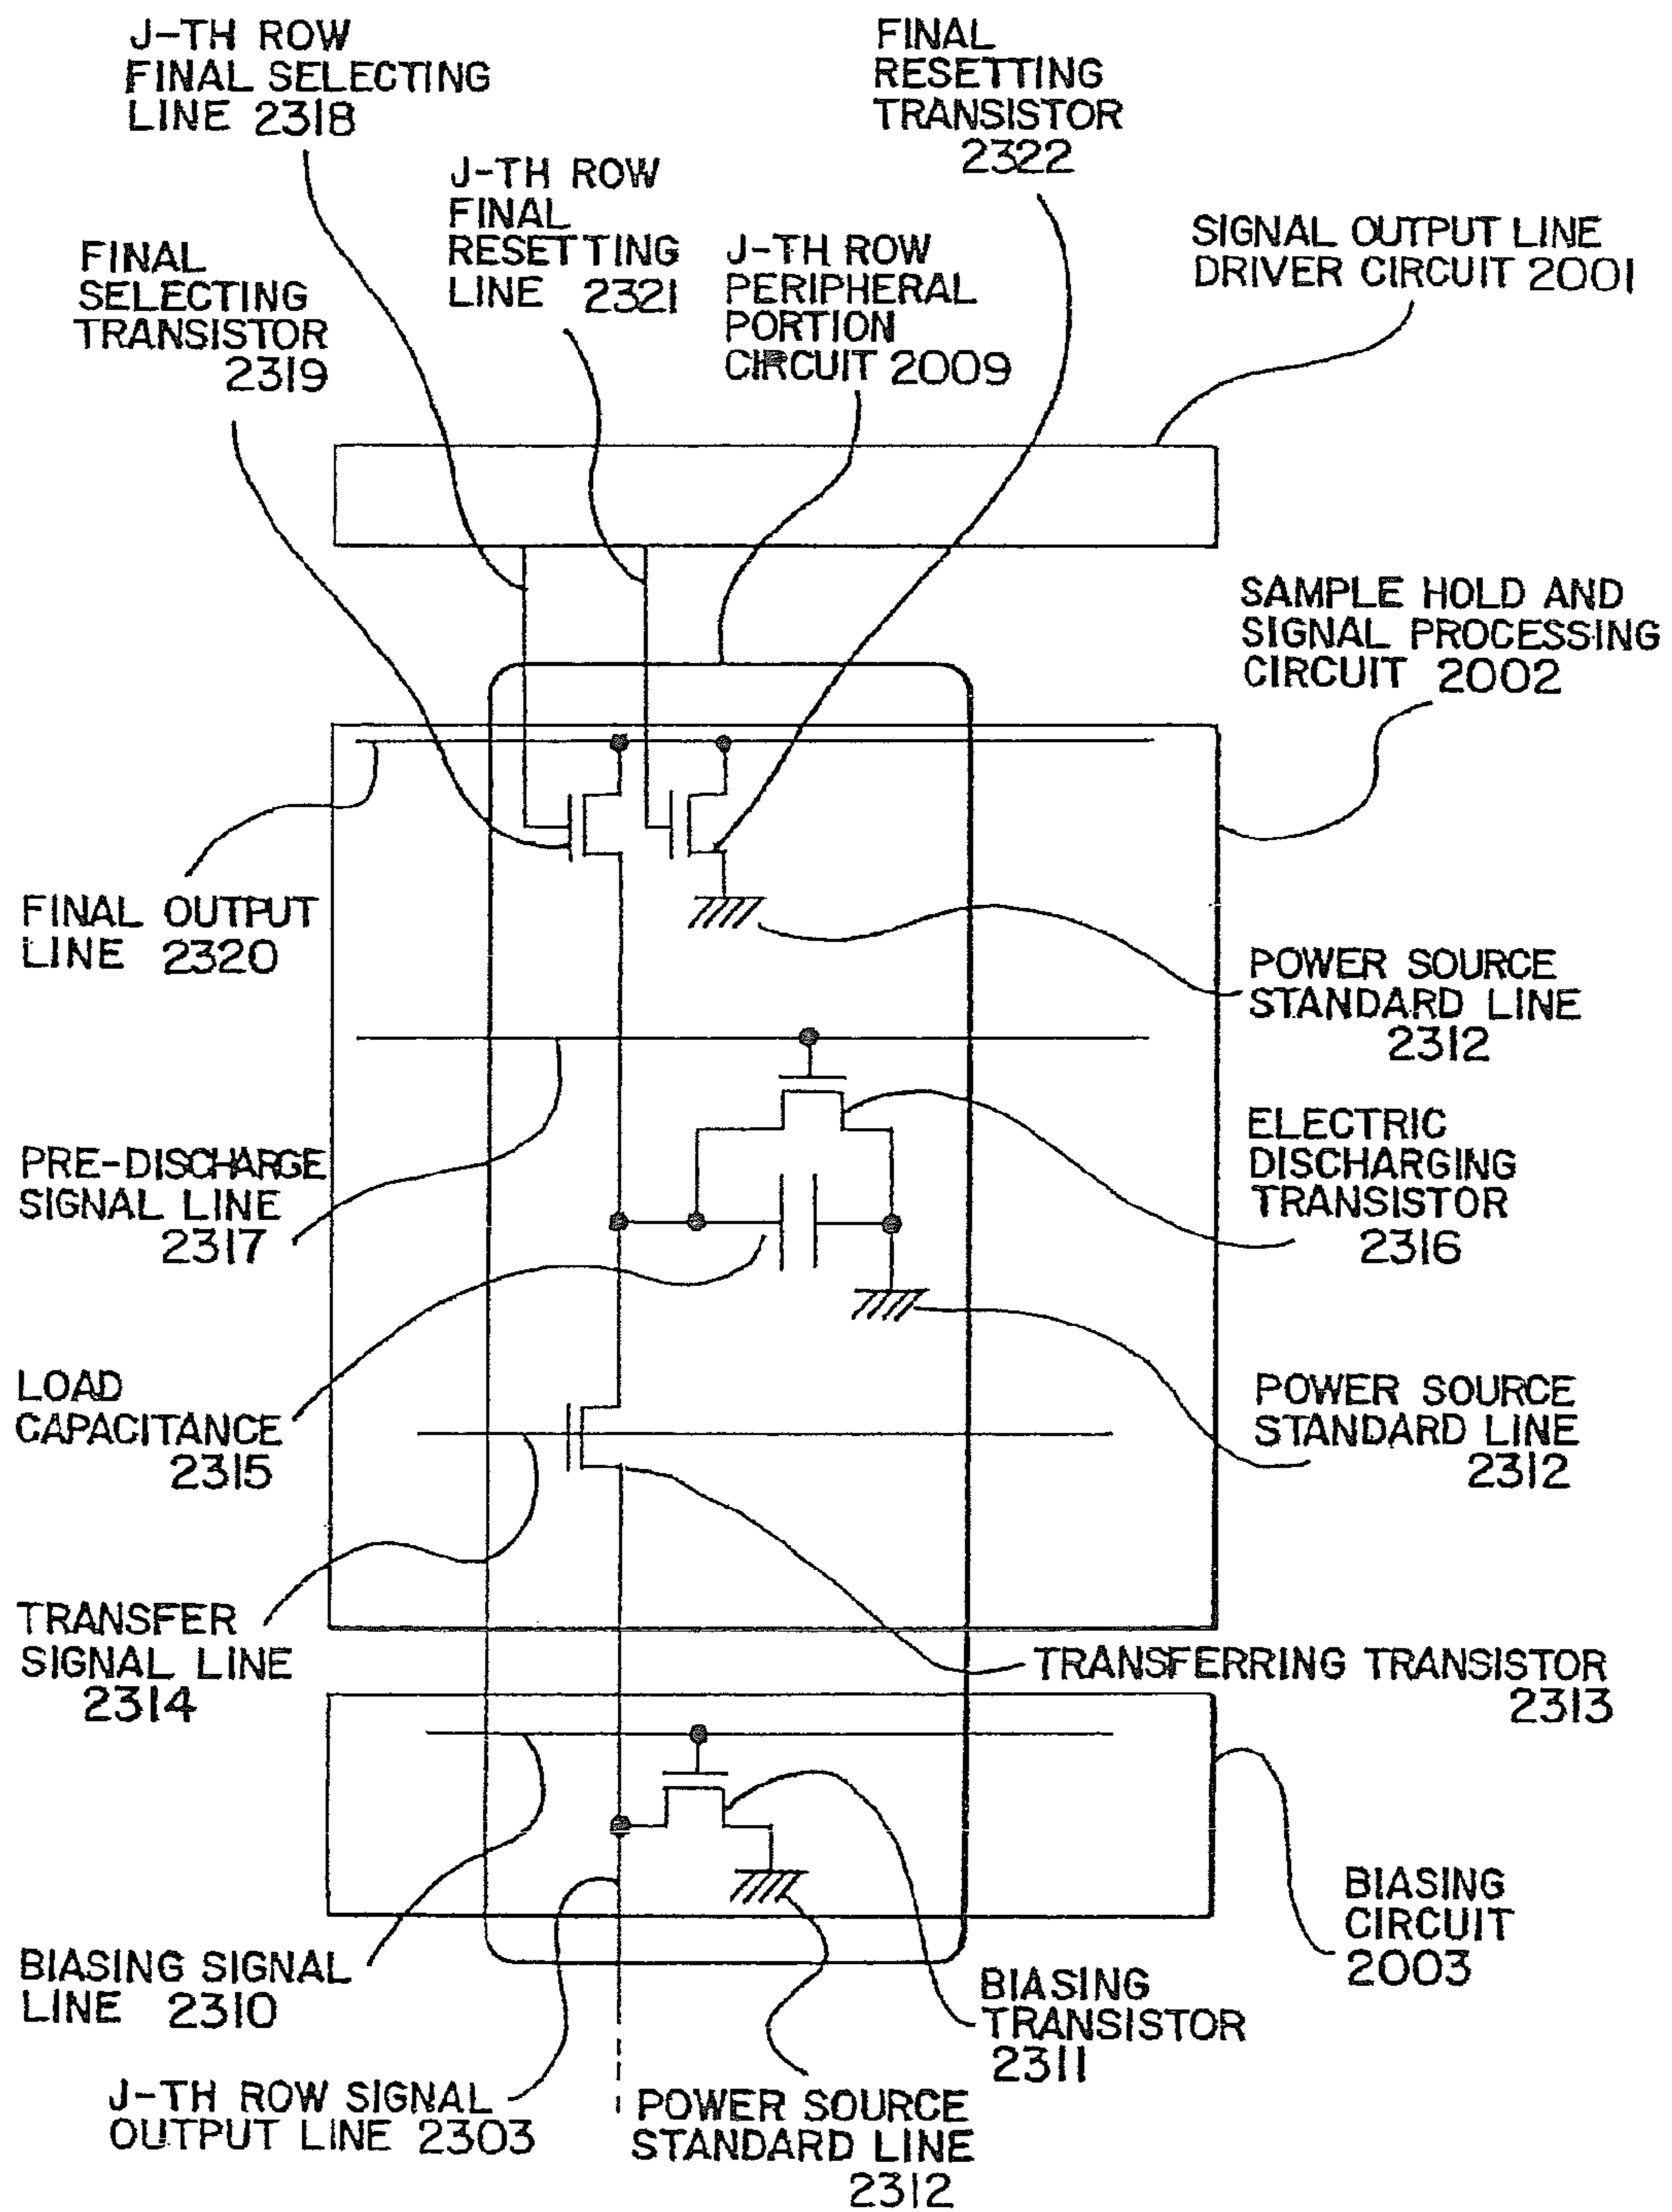 J-TH ROW
FINAL SELECTING
LINE 2318
FINAL
RESETTING
TRANSISTOR
2322
J-TH ROW
FINAL
RESETTING
LINE 2321
FINAL
SELECTING
TRANSISTOR
2319
J-TH ROW
PERIPHERAL
PORTION
CIRCUIT 2009
SIGNAL OUTPUT LINE
DRIVER CIRCUIT 2001
SAMPLE HOLD AND
SIGNAL PROCESSING
CIRCUIT 2002
FINAL OUTPUT
LINE 2320
POWER SOURCE
STANDARD LINE
2312
PRE-DISCHARGE
SIGNAL LINE
2317
ELECTRIC
DISCHARGING
TRANSISTOR
2316
LOAD
CAPACITANCE
2315
POWER SOURCE
STANDARD LINE
2312
TRANSFER
SIGNAL LINE
2314
TRANSFERRING TRANSISTOR
2313
BIASING
CIRCUIT
2003
BIASING SIGNAL
LINE 2310
BIASING
TRANSISTOR
2311
J-TH ROW SIGNAL
OUTPUT LINE 2303
POWER SOURCE
STANDARD LINE
2312